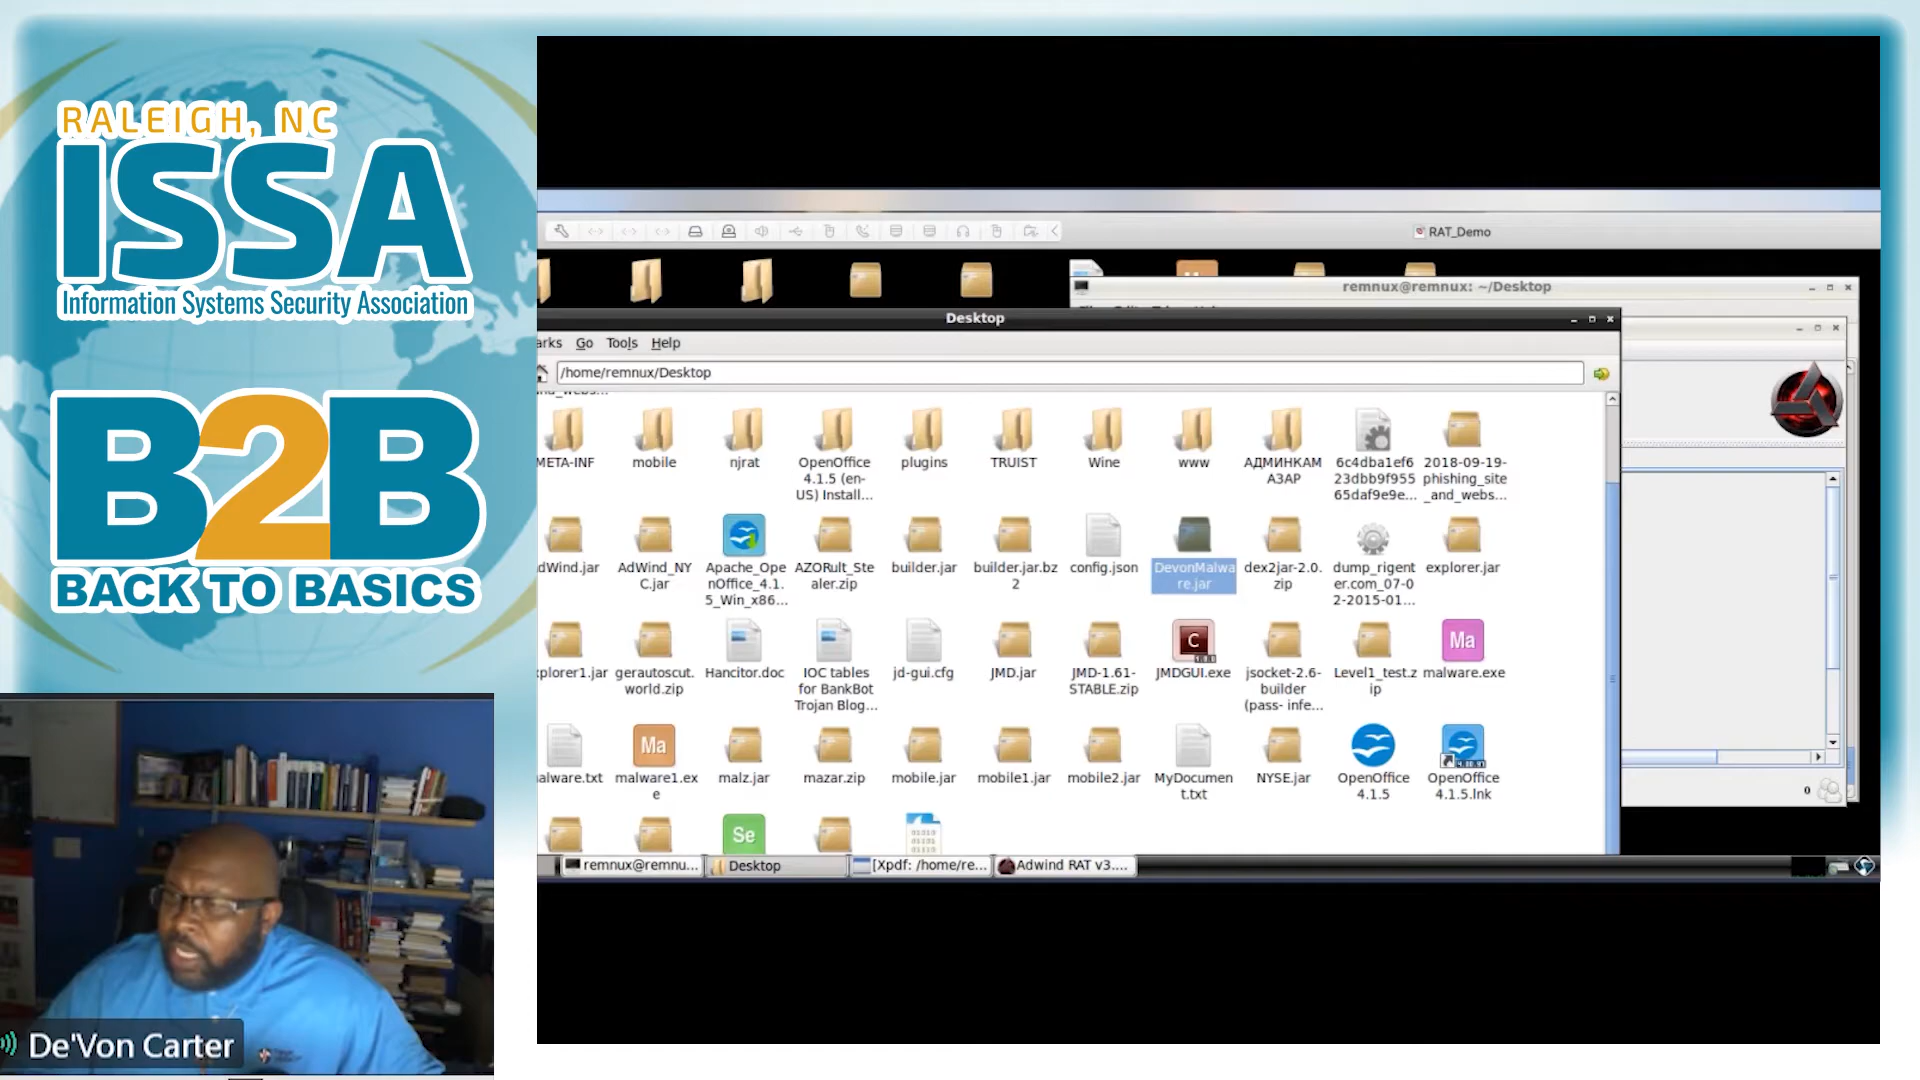 RALEIGH, NC
ISSA
Information Systems Security Association
B2B
BACK TO BASICS
De'Von Carter
RAT_Demo
remnux@remnux: ~/Desktop
Desktop
arks Go Tools Help
/home/remnux/Desktop
META-INF
mobile
njrat
OpenOffice
4.1.5 (en-
US) Install...
plugins
TRUIST
Wine
www
АДМИНКАМ
АЗАР
6c4dba1ef6
23dbb9f955
65daf9e9e...
2018-09-19-
phishing_site
_and_webs...
dWind.jar
AdWind_NY
C.jar
Apache_Ope
nOffice_4.1.
5_Win_x86...
AZORult_Ste
aler.zip
builder.jar
builder.jar.bz
2
config.json
DevonMalwa
re.jar
dex2jar-2.0.
zip
dump_rigent
er.com_07-0
2-2015-01...
explorer.jar
xplorer1.jar
gerautoscut.
world.zip
Hancitor.doc
IOC tables
for BankBot
Trojan Blog...
jd-gui.cfg
JMD.jar
JMD-1.61-
STABLE.zip
C
JMDGUI.exe
jsocket-2.6-
builder
(pass- infe...
Level1_test.z
ip
Ma
malware.exe
alware.txt
Ma
malware1.ex
e
malz.jar
mazar.zip
mobile.jar
mobile1.jar
mobile2.jar
MyDocumen
t.txt
NYSE.jar
OpenOffice
4.1.5
OpenOffice
4.1.5.lnk
Se
01010
01110
0
remnux@remnu...
Desktop
[Xpdf: /home/re...
Adwind RAT v3....